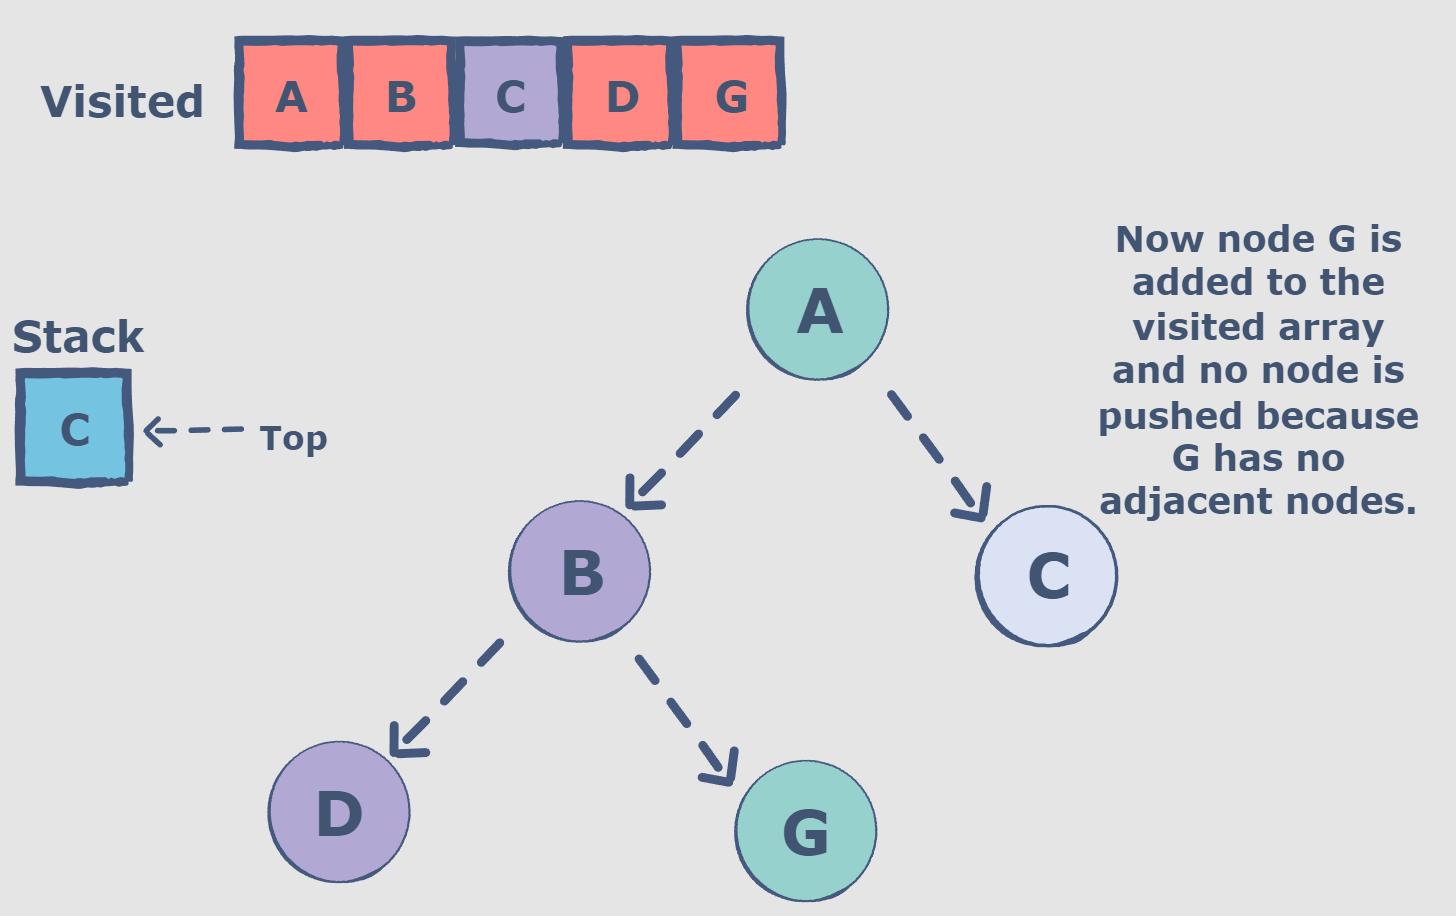 Visited A B C D G
Now node G is
added to the
visited array
and no node is
pushed because
G has no
adjacent nodes.
Stack
C Top
A
B
C
D
G